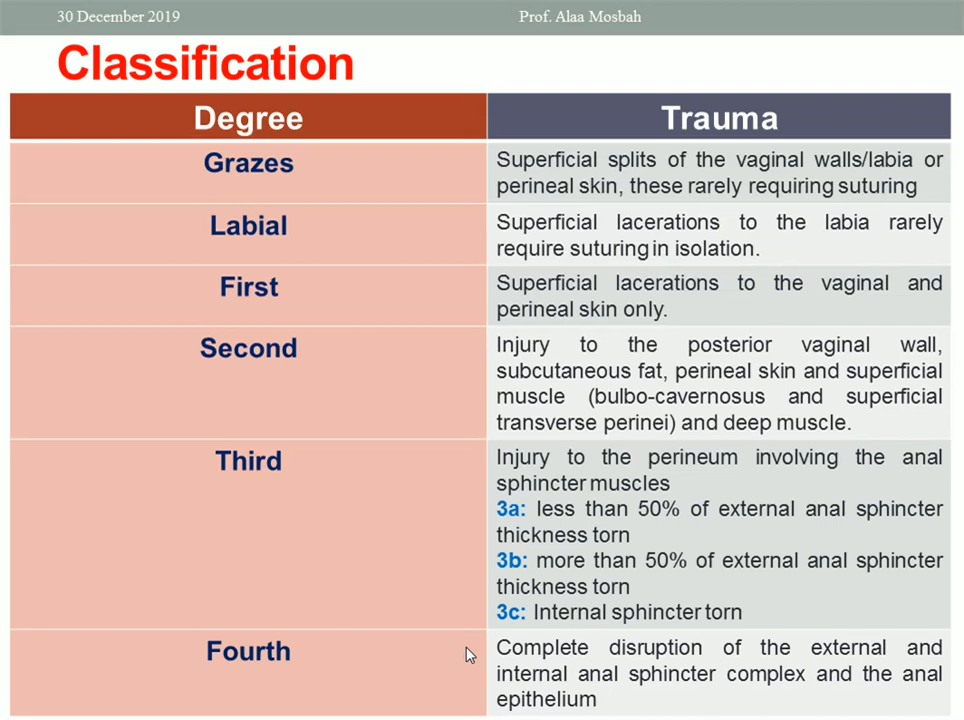 30 December 2019
Prof. Alaa Mosbah
Classification
Degree
Trauma
Grazes
Superficial splits of the vaginal walls/labia or
perineal skin, these rarely requiring suturing
Labial
Superficial lacerations to the labia rarely
require suturing in isolation.
First
Superficial lacerations to the vaginal and
perineal skin only.
Second
Injury to the posterior vaginal wall,
subcutaneous fat, perineal skin and superficial
muscle (bulbo-cavernosus and superficial
transverse perinei) and deep muscle.
Third
Injury to the perineum involving the anal
sphincter muscles
3a: less than 50% of external anal sphincter
thickness torn
3b: more than 50% of external anal sphincter
thickness torn
3c: Internal sphincter torn
Fourth
Complete disruption of the external and
internal anal sphincter complex and the anal
epithelium